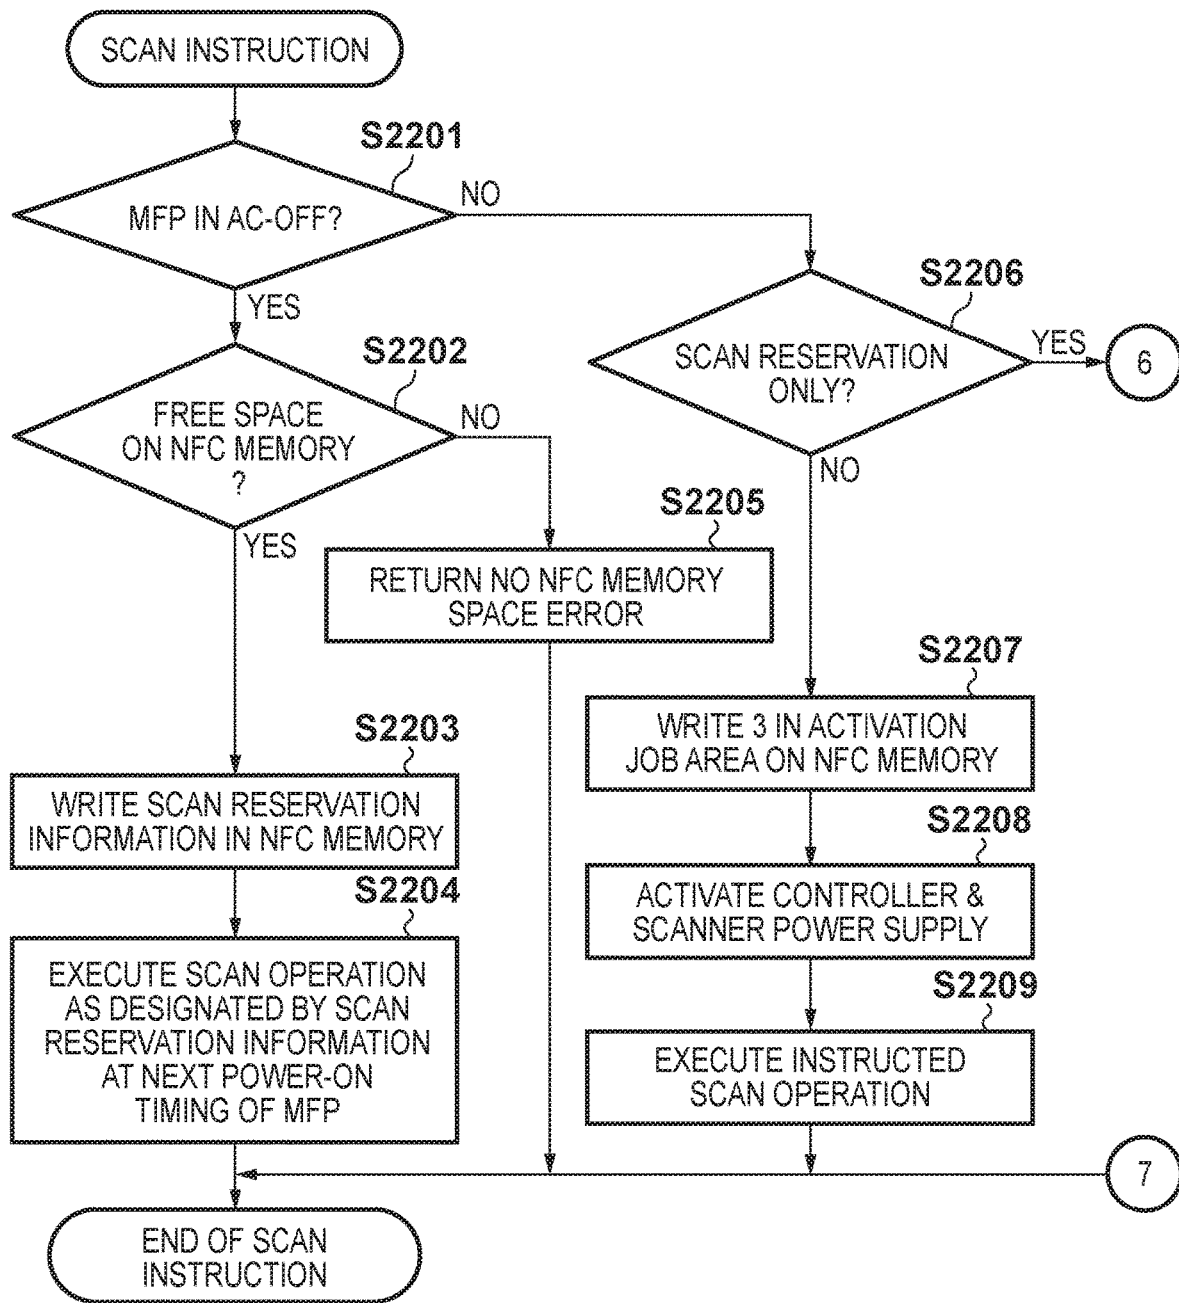 SCAN INSTRUCTION
S2201
MFP IN AC-OFF?
NO
YES
S2206
SCAN RESERVATION
ONLY?
YES
6
NO
S2202
FREE SPACE
ON NFC MEMORY
?
NO
YES
S2205
RETURN NO NFC MEMORY
SPACE ERROR
S2207
WRITE 3 IN ACTIVATION
JOB AREA ON NFC MEMORY
S2203
WRITE SCAN RESERVATION
INFORMATION IN NFC MEMORY
S2208
ACTIVATE CONTROLLER &
SCANNER POWER SUPPLY
S2204
EXECUTE SCAN OPERATION
AS DESIGNATED BY SCAN
RESERVATION INFORMATION
AT NEXT POWER-ON
TIMING OF MFP
S2209
EXECUTE INSTRUCTED
SCAN OPERATION
7
END OF SCAN
INSTRUCTION